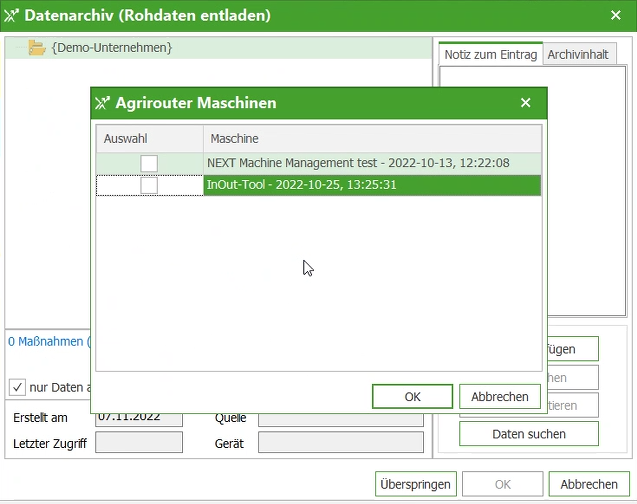 Datenarchiv (Rohdaten entladen)
{Demo-Unternehmen}
Notiz zum Eintrag
Archivinhalt
Agrirouter Maschinen
Auswahl
Maschine
NEXT Machine Management test - 2022-10-13, 12:22:08
InOut-Tool - 2022-10-25, 13:25:31
0 Maßnahmen (
fügen
hen
nur Daten a
OK
Abbrechen
tieren
Erstellt am
07.11.2022
Quelle
Letzter Zugriff
Gerät
Daten suchen
Überspringen
OK
Abbrechen